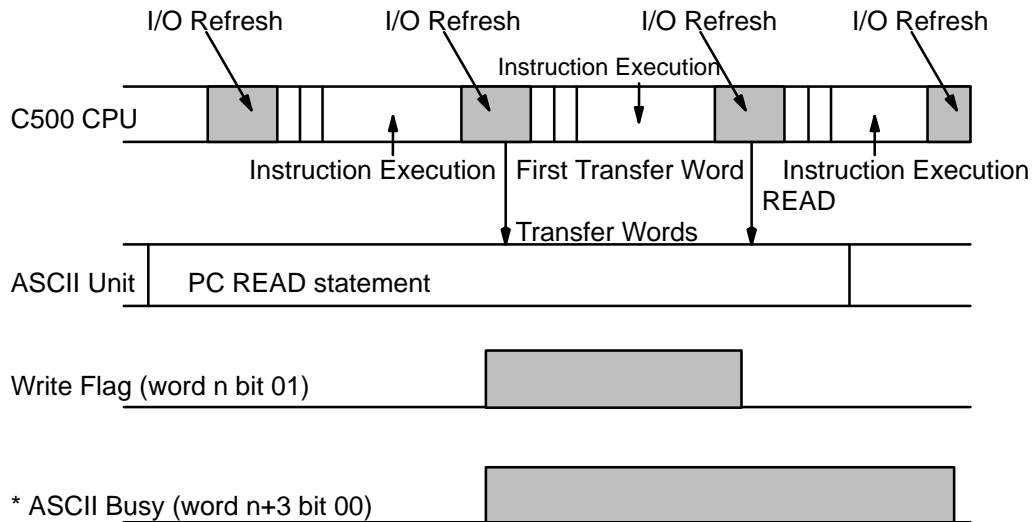 I/O Refresh I/O Refresh I/O Refresh I/O Refresh
Instruction Execution
C500 CPU
Instruction Execution First Transfer Word Instruction Execution
READ
Transfer Words
ASCII Unit PC READ statement
Write Flag (word n bit 01)
* ASCII Busy (word n+3 bit 00)